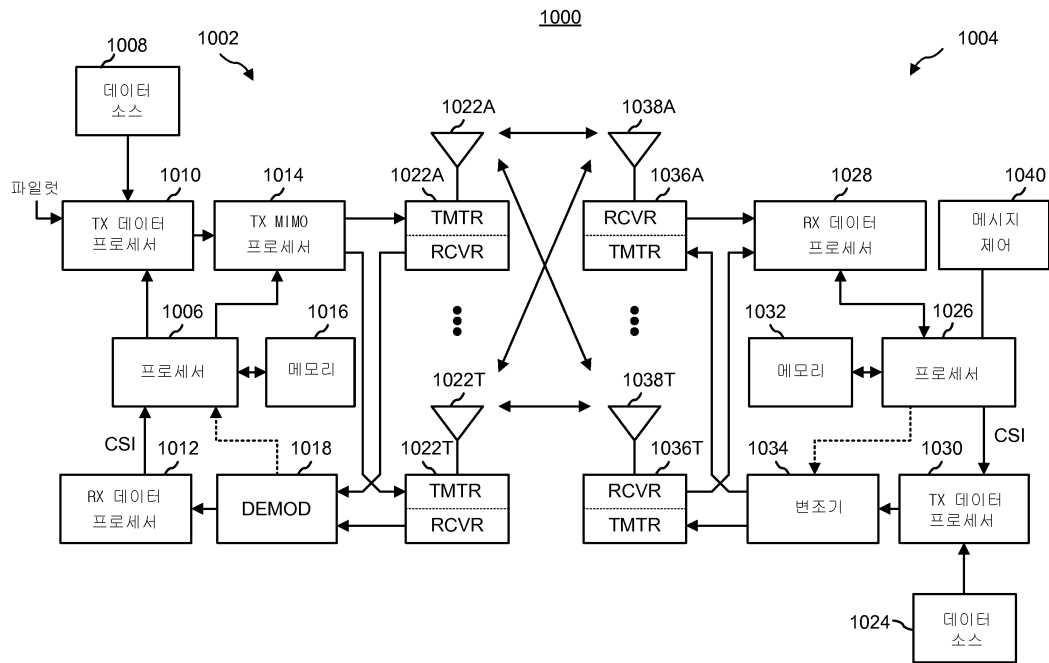 1000
1002
1004
1008
데이터
소스
1022A
1038A
파일럿
1010
TX 데이터
프로세서
1014
TX MIMO
프로세서
1022A
TMTR
RCVR
1036A
RCVR
TMTR
1028
RX 데이터
프로세서
1040
메시지
제어
1006
프로세서
1016
메모리
1032
메모리
1026
프로세서
1022T
1038T
CSI
CSI
1012
RX 데이터
프로세서
1018
DEMOD
1022T
TMTR
RCVR
1036T
RCVR
TMTR
1034
변조기
1030
TX 데이터
프로세서
1024
데이터
소스